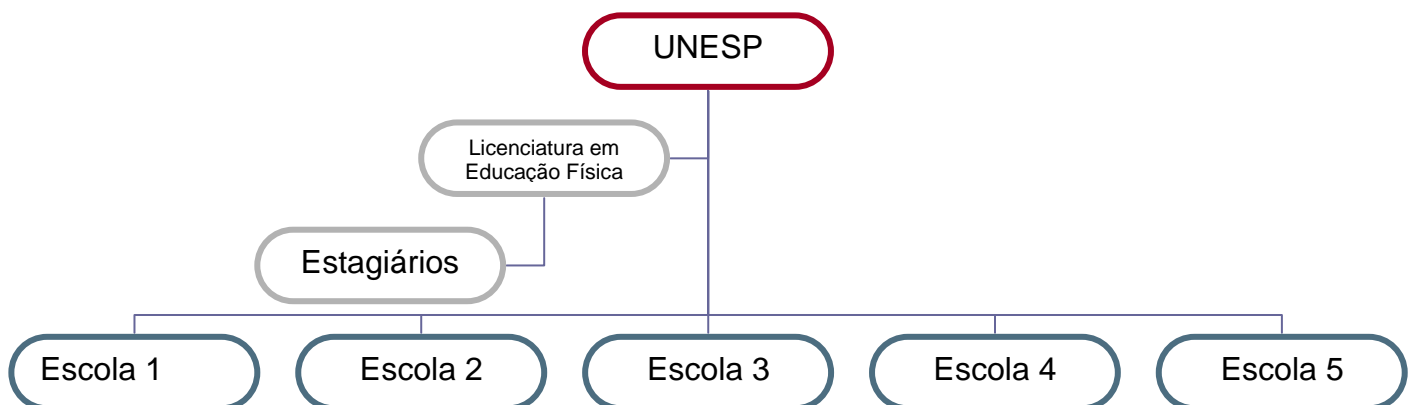 UNESP
Licenciatura em
Educação Física
Estagiários
Escola 1
Escola 2
Escola 3
Escola 4
Escola 5